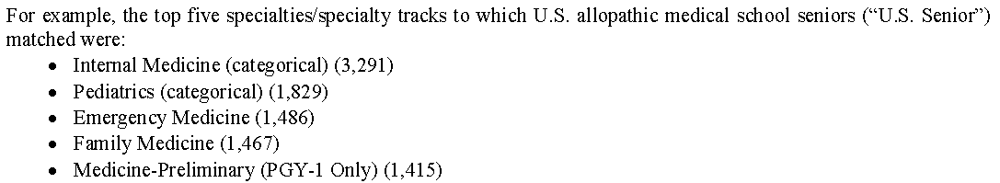 For example, the top five specialties/specialty tracks to which U.S. allopathic medical school seniors (“U.S. Senior”)
matched were:
• Internal Medicine (categorical) (3,291)
• Pediatrics (categorical) (1,829)
• Emergency Medicine (1,486)
• Family Medicine (1,467)
• Medicine-Preliminary (PGY-1 Only) (1,415)